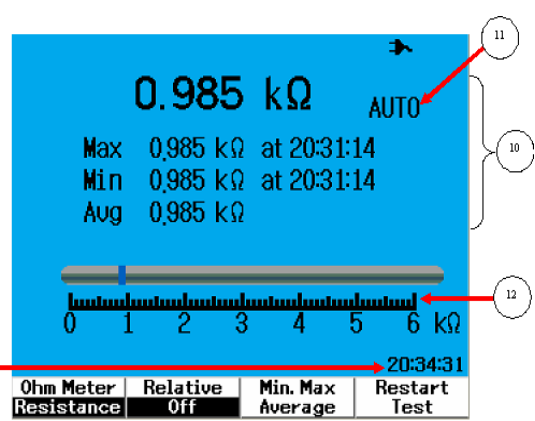 11
0.985 kΩ
AUTO
Max 0.985 kΩ at 20:31:14
10
Min 0.985 kΩ at 20:31:14
Avg 0.985 kΩ
12
0 1 2 3 4 5 6 kΩ
20:34:31
Ohm Meter Relative Min. Max Restart
Resistance Off Average Test